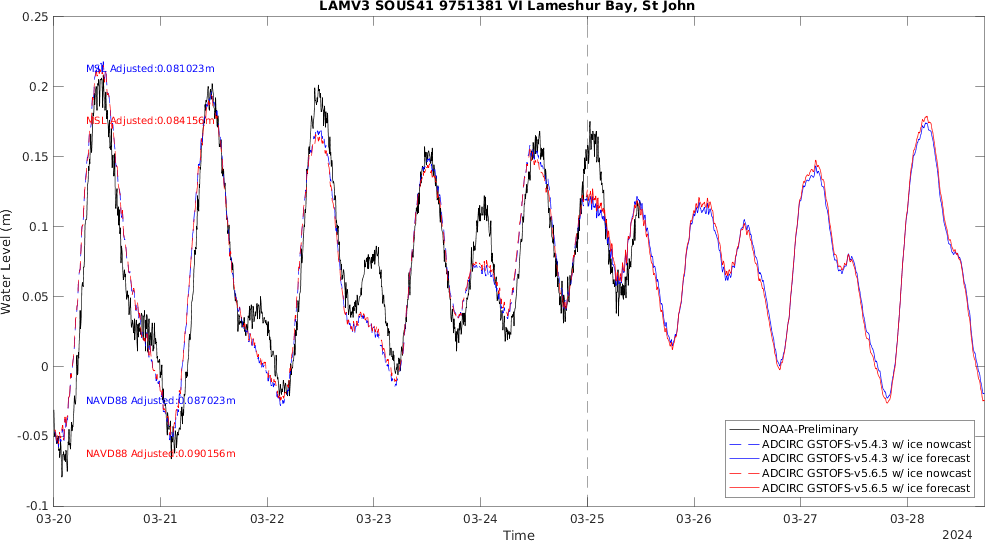 LAMV3 SOUS41 9751381 VI Lameshur Bay, St John
0.25
0.2
0.15
0.1
0.05
0
-0.05
-0.1
Water Level (m)
MSL Adjusted:0.081023m
MSL Adjusted:0.084156m
NAVD88 Adjusted:0.087023m
NAVD88 Adjusted:0.090156m
NOAA-Preliminary
ADCIRC GSTOFS-v5.4.3 w/ ice nowcast
ADCIRC GSTOFS-v5.4.3 w/ ice forecast
ADCIRC GSTOFS-v5.6.5 w/ ice nowcast
ADCIRC GSTOFS-v5.6.5 w/ ice forecast
03-20 03-21 03-22 03-23 03-24 03-25 03-26 03-27 03-28
Time
2024